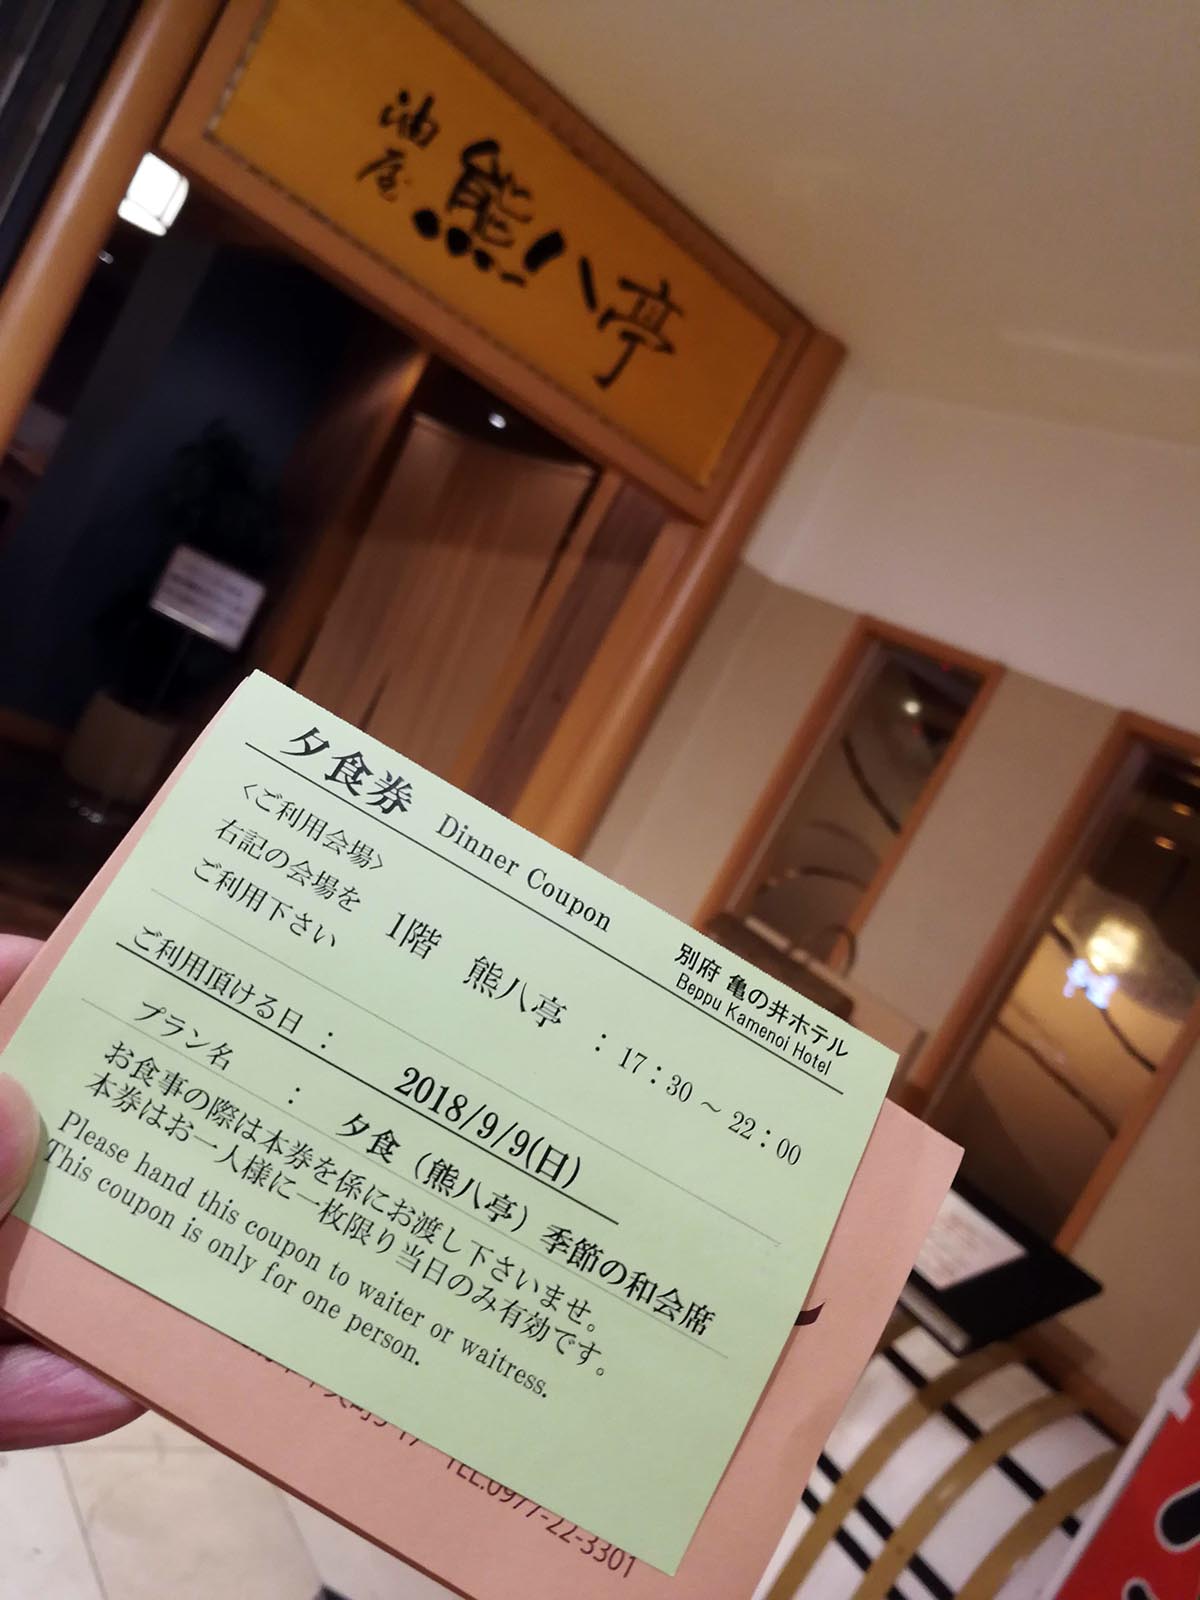 油屋
熊八亭
夕食券 Dinner Coupon
別府 亀の井ホテル
Beppu Kamenoi Hotel
〈ご利用会場〉
右記の会場を
ご利用下さい
1階 熊八亭 : 17:30 ~ 22:00
ご利用頂ける日 : 2018/9/9(日)
プラン名 : 夕食(熊八亭)季節の和会席
お食事の際は本券を係にお渡し下さいませ。
本券はお一人様に一枚限り当日のみ有効です。
Please hand this coupon to waiter or waitress.
This coupon is only for one person.
TEL.0977-22-3301